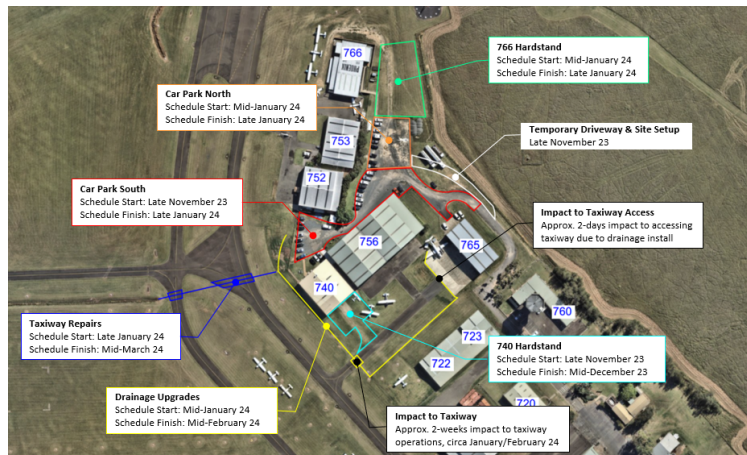 766
766 Hardstand
Schedule Start: Mid-January 24
Schedule Finish: Late January 24
Car Park North
Schedule Start: Mid-January 24
Schedule Finish: Late January 24
753
Temporary Driveway & Site Setup
Late November 23
752
Car Park South
Schedule Start: Late November 23
Schedule Finish: Late January 24
Impact to Taxiway Access
Approx. 2-days impact to accessing
taxiway due to drainage install
756
765
740
760
Taxiway Repairs
Schedule Start: Late January 24
Schedule Finish: Mid-March 24
723
722
740 Hardstand
Schedule Start: Late November 23
Schedule Finish: Mid-December 23
Drainage Upgrades
Schedule Start: Mid-January 24
Schedule Finish: Mid-February 24
720
Impact to Taxiway
Approx. 2-weeks impact to taxiway
operations, circa January/February 24